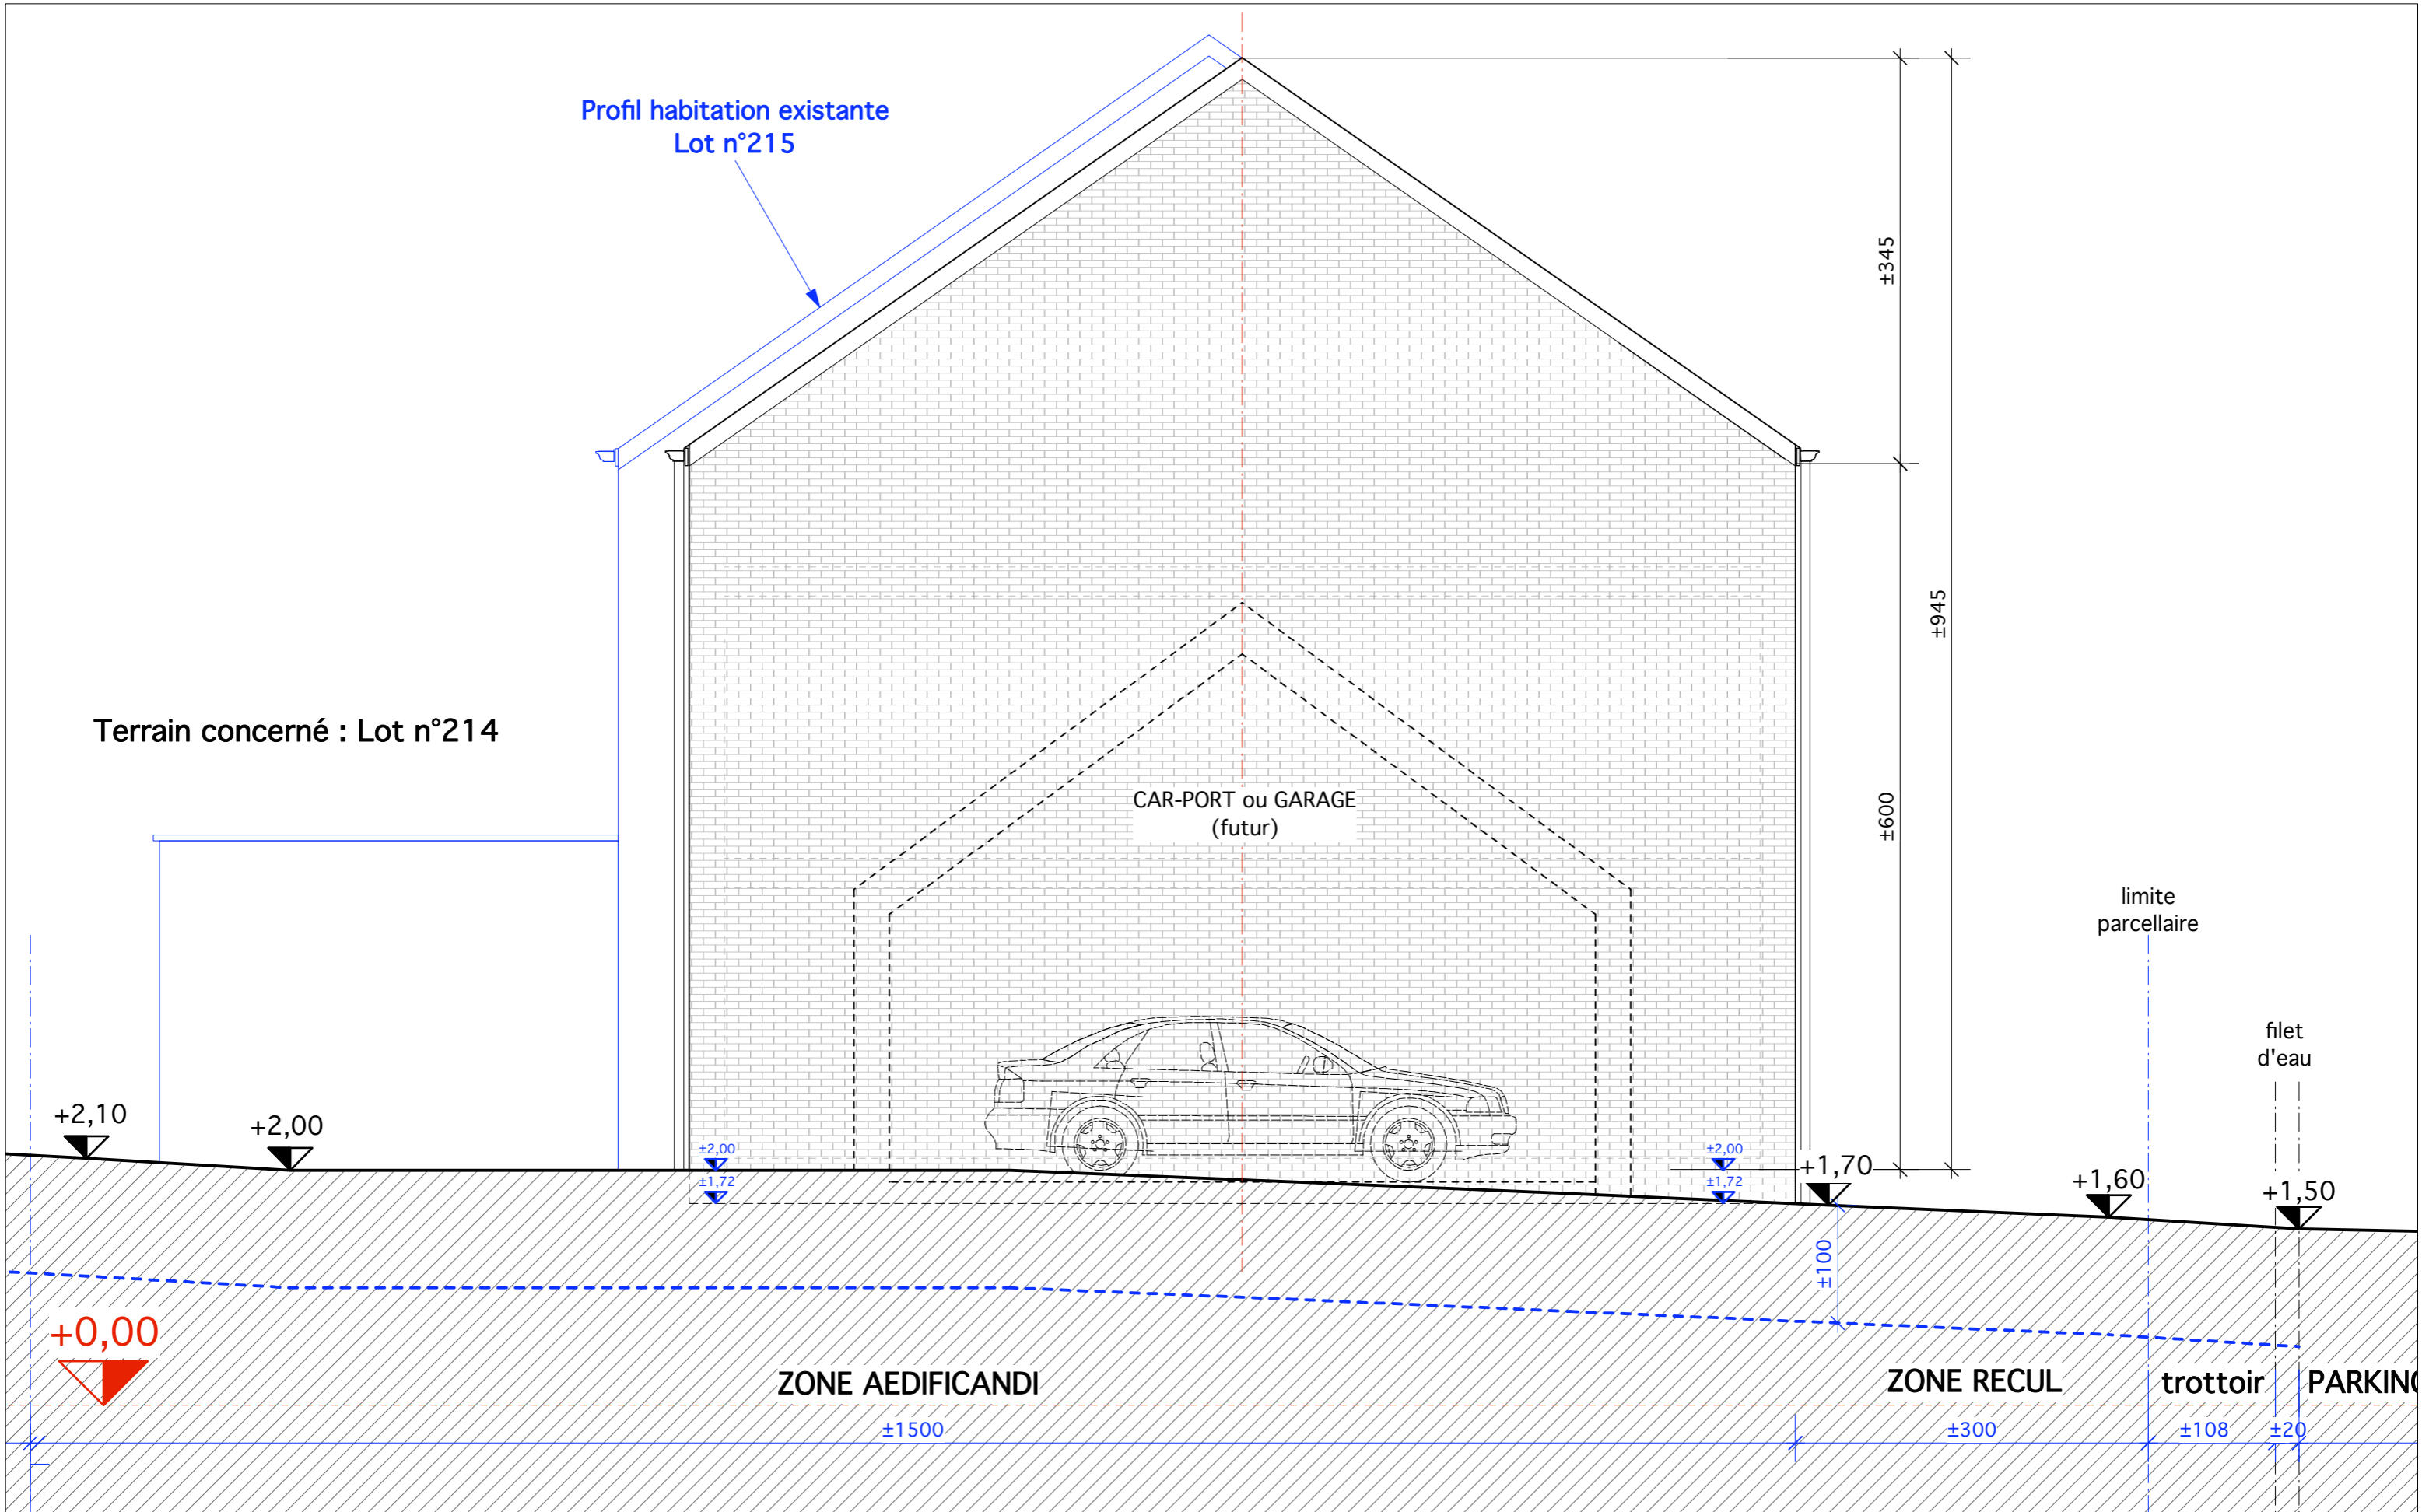 Profil habitation existante
Lot n°215
±345
±945
Terrain concerné : Lot n°214
CAR-PORT ou GARAGE
(futur)
±600
limite
parcellaire
filet
d'eau
+2,10
+2,00
±2,00
±1,72
±2,00
±1,72
+1,70
+1,60
+1,50
±100
+0,00
ZONE AEDIFICANDI
ZONE RECUL
trottoir
PARKING
±1500
±300
±108
±20